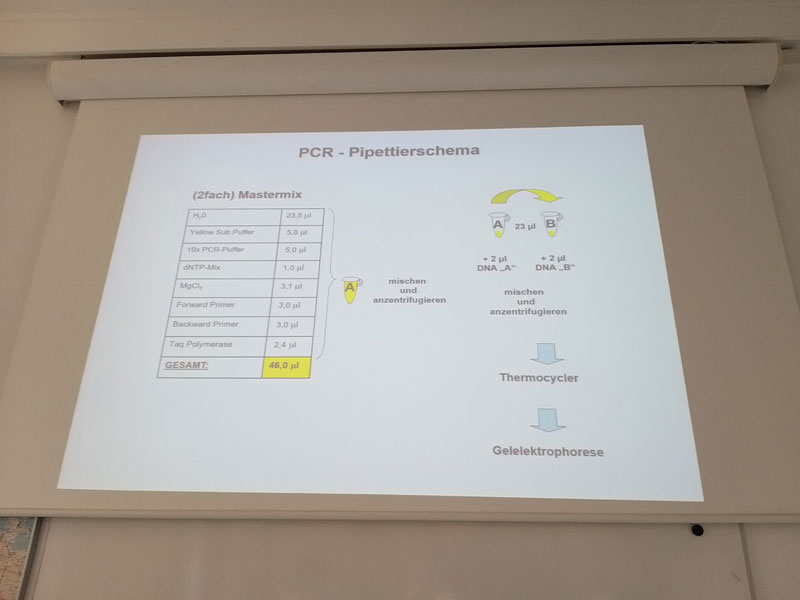 PCR - Pipettierschema
(2fach) Mastermix
H₂0 23,5 µl
Yellow Sub Puffer 5,0 µl
10x PCR-Puffer 5,0 µl
dNTP-Mix 1,0 µl
MgCl₂ 3,1 µl
Forward Primer 3,0 µl
Backward Primer 3,0 µl
Taq Polymerase 2,4 µl
GESAMT: 46,0 µl
A
mischen
und
anzentrifugieren
A 23 µl B
+ 2 µl + 2 µl
DNA „A“ DNA „B“
mischen
und
anzentrifugieren
Thermocycler
Gelelektrophorese